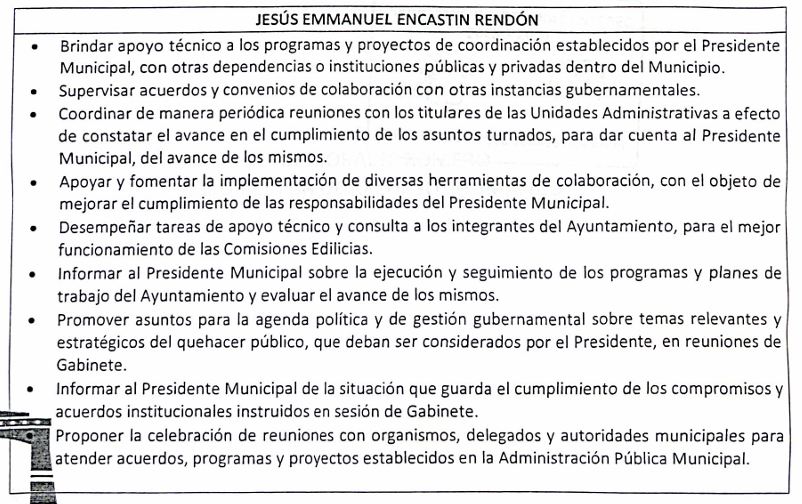 JESÚS EMMANUEL ENCASTIN RENDÓN
• Brindar apoyo técnico a los programas y proyectos de coordinación establecidos por el Presidente
Municipal, con otras dependencias o instituciones públicas y privadas dentro del Municipio.
• Supervisar acuerdos y convenios de colaboración con otras instancias gubernamentales.
• Coordinar de manera periódica reuniones con los titulares de las Unidades Administrativas a efecto
de constatar el avance en el cumplimiento de los asuntos turnados, para dar cuenta al Presidente
Municipal, del avance de los mismos.
• Apoyar y fomentar la implementación de diversas herramientas de colaboración, con el objeto de
mejorar el cumplimiento de las responsabilidades del Presidente Municipal.
• Desempeñar tareas de apoyo técnico y consulta a los integrantes del Ayuntamiento, para el mejor
funcionamiento de las Comisiones Edilicias.
• Informar al Presidente Municipal sobre la ejecución y seguimiento de los programas y planes de
trabajo del Ayuntamiento y evaluar el avance de los mismos.
• Promover asuntos para la agenda política y de gestión gubernamental sobre temas relevantes y
estratégicos del quehacer público, que deban ser considerados por el Presidente, en reuniones de
Gabinete.
• Informar al Presidente Municipal de la situación que guarda el cumplimiento de los compromisos y
acuerdos institucionales instruidos en sesión de Gabinete.
• Proponer la celebración de reuniones con organismos, delegados y autoridades municipales para
atender acuerdos, programas y proyectos establecidos en la Administración Pública Municipal.